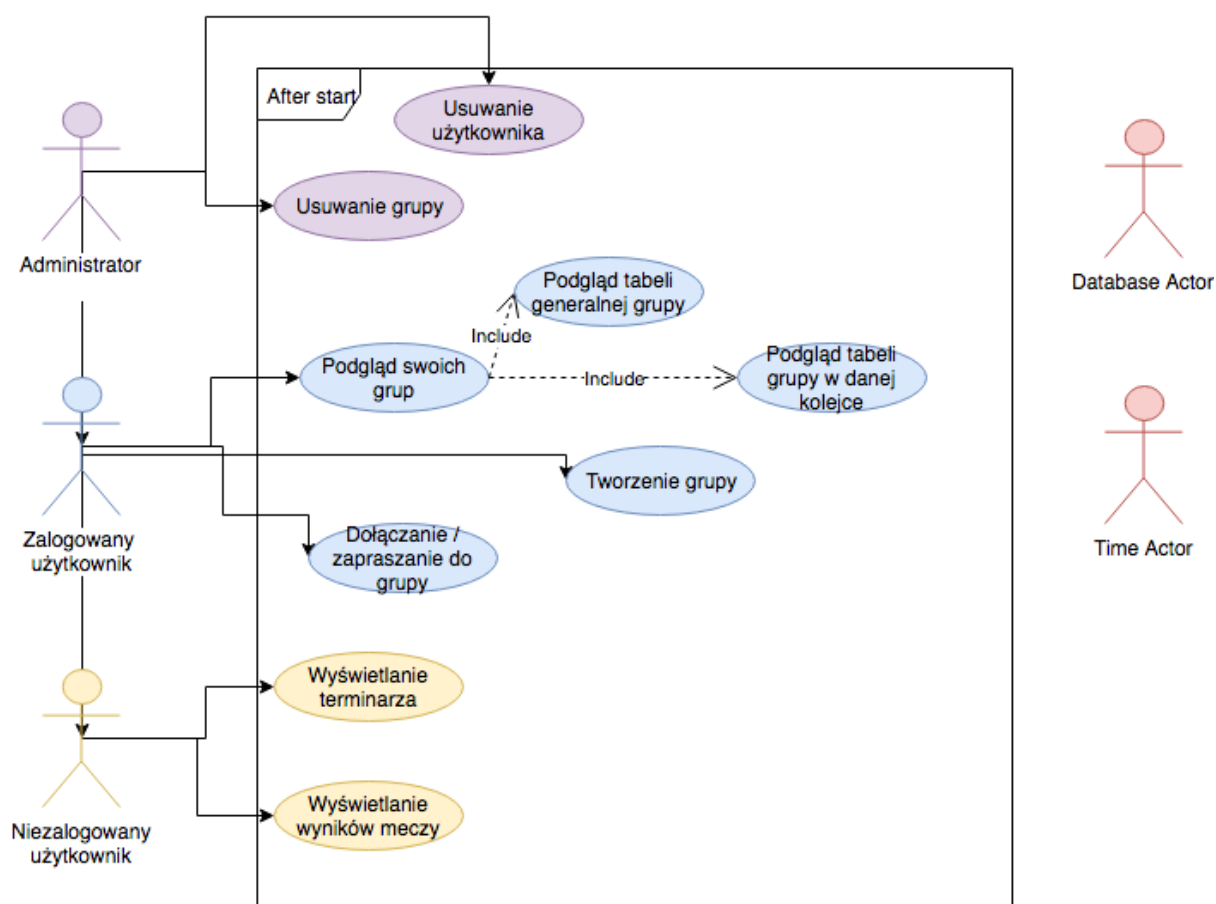 After start
Usuwanie
użytkownika
Usuwanie grupy
Administrator
Database Actor
Podgląd tabeli
generalnej grupy
Include
Podgląd swoich
grup
Include
Podgląd tabeli
grupy w danej
kolejce
Tworzenie grupy
Zalogowany
użytkownik
Dołączanie /
zapraszanie do
grupy
Time Actor
Wyświetlanie
terminarza
Niezalogowany
użytkownik
Wyświetlanie
wyników meczy